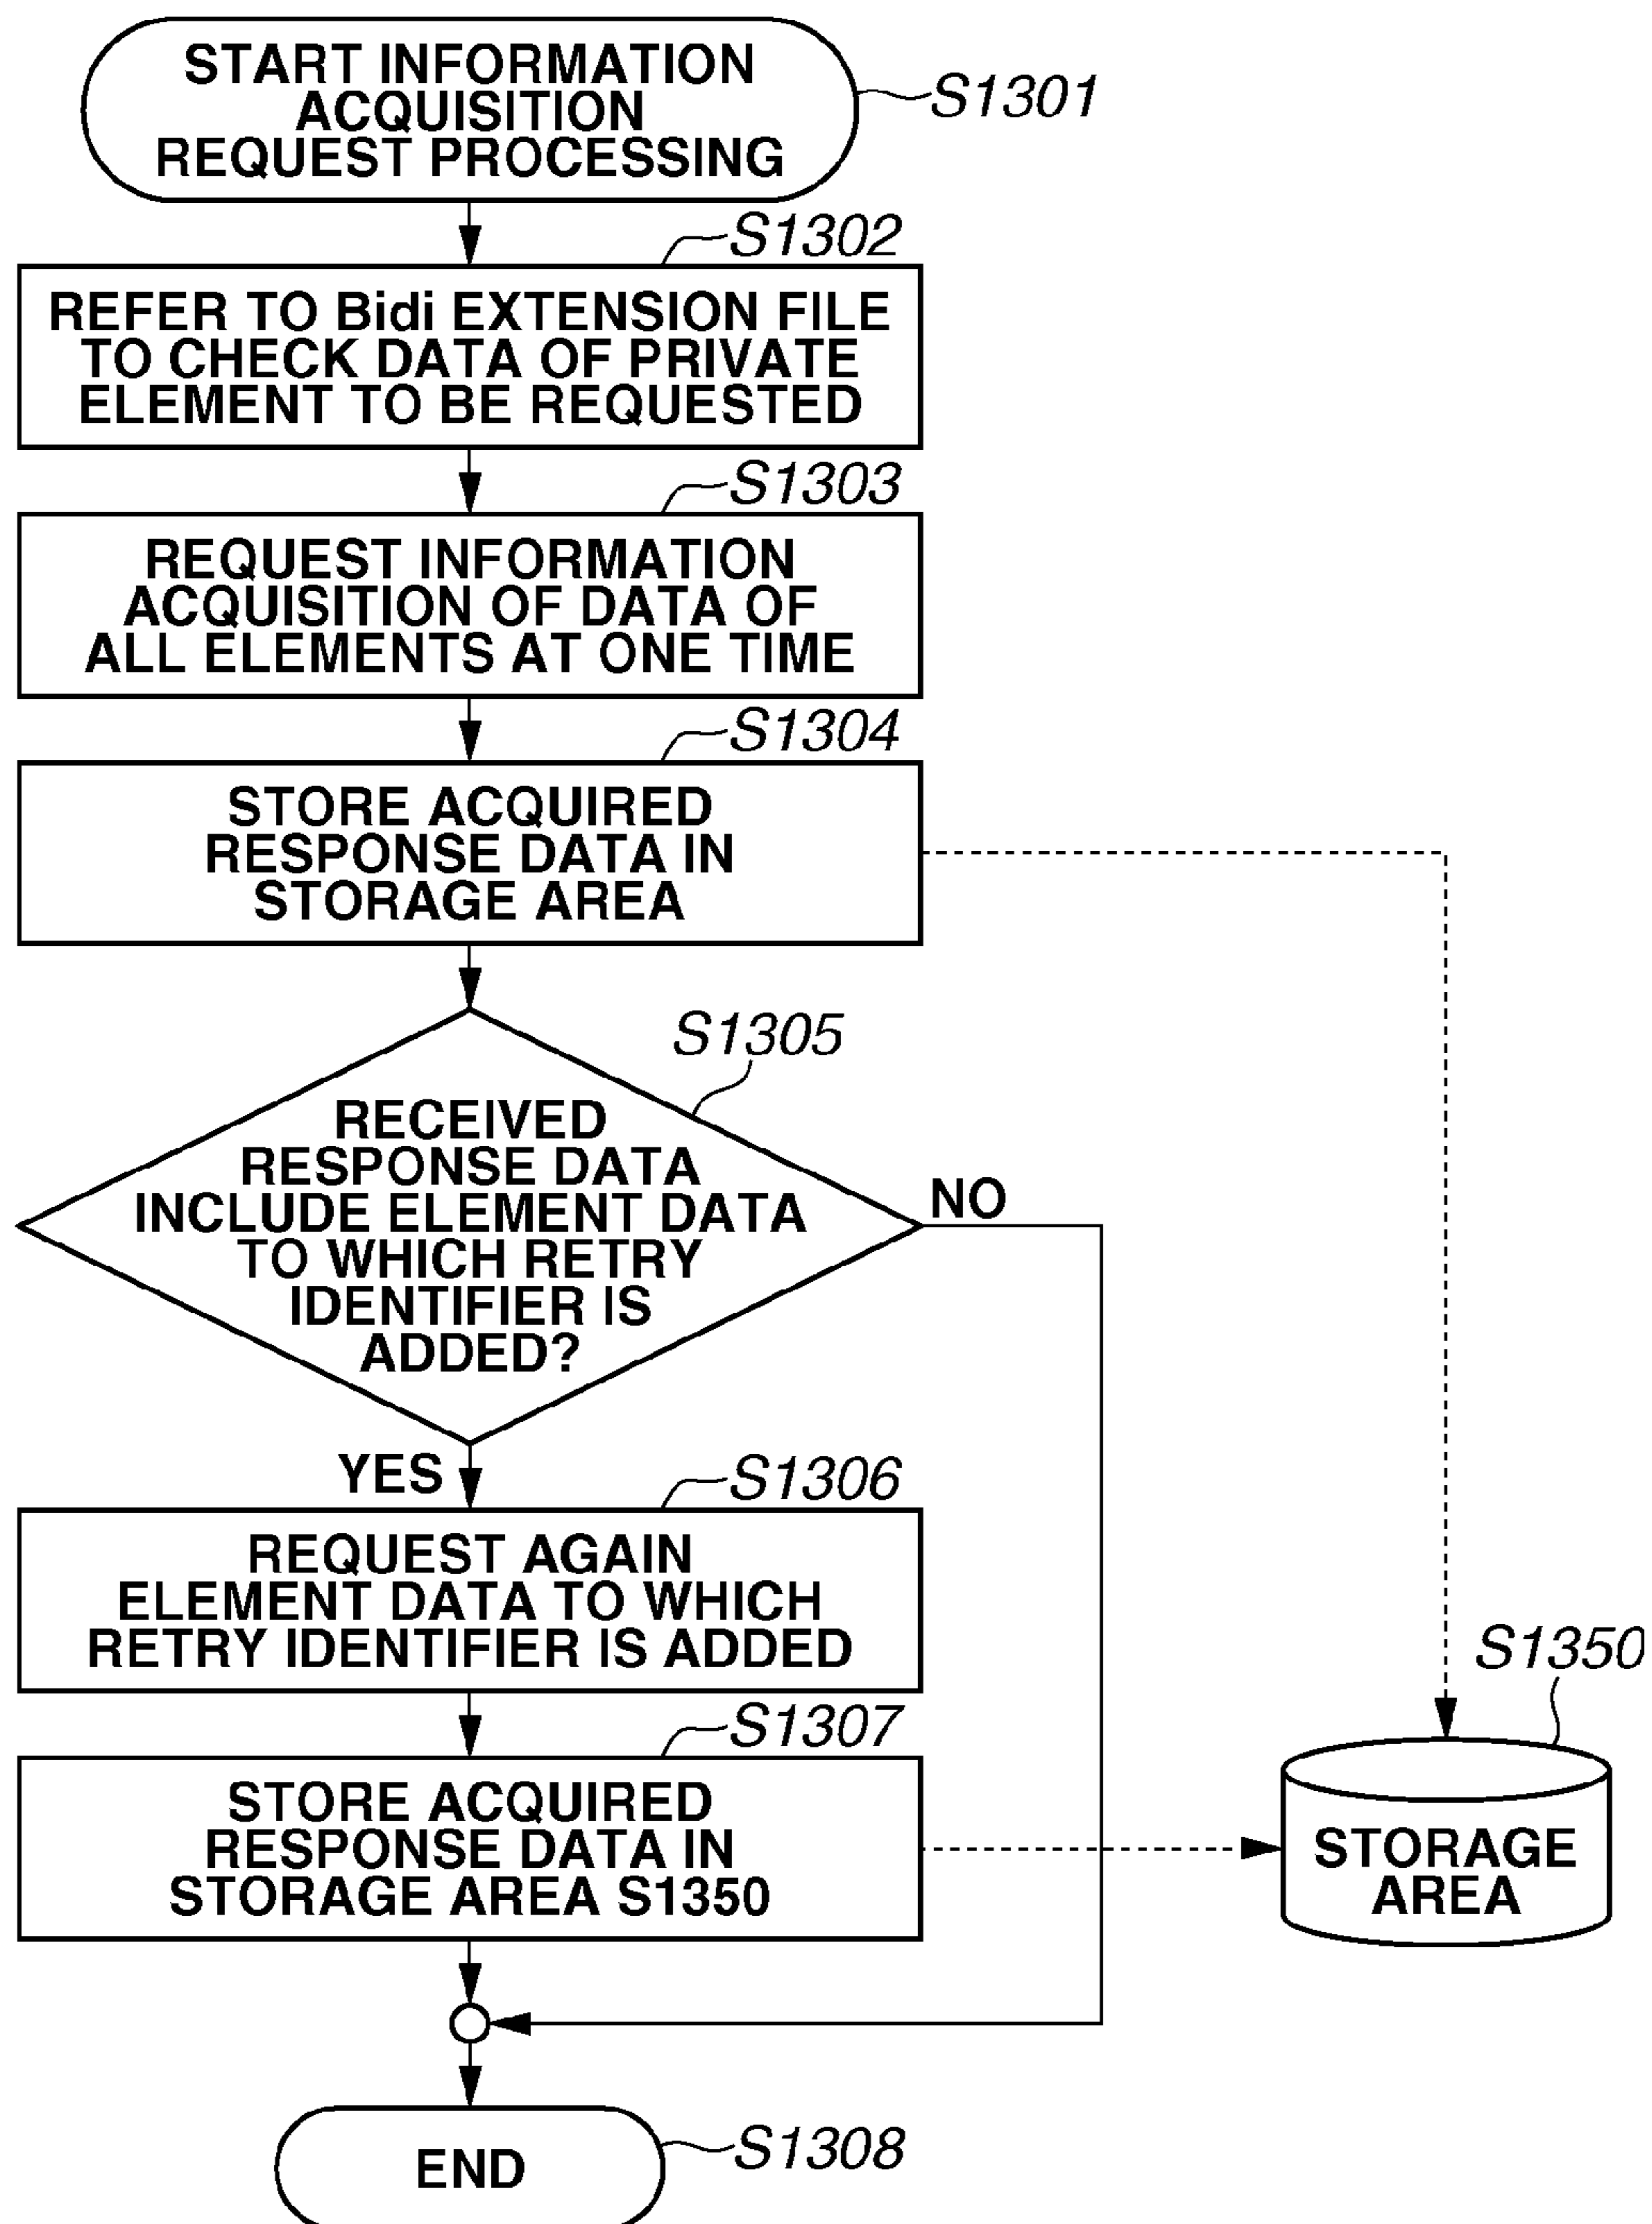 START INFORMATION
ACQUISITION
REQUEST PROCESSING
S1301
S1302
REFER TO Bidi EXTENSION FILE
TO CHECK DATA OF PRIVATE
ELEMENT TO BE REQUESTED
S1303
REQUEST INFORMATION
ACQUISITION OF DATA OF
ALL ELEMENTS AT ONE TIME
S1304
STORE ACQUIRED
RESPONSE DATA IN
STORAGE AREA
S1305
RECEIVED
RESPONSE DATA
INCLUDE ELEMENT DATA
TO WHICH RETRY
IDENTIFIER IS
ADDED?
NO
YES
S1306
REQUEST AGAIN
ELEMENT DATA TO WHICH
RETRY IDENTIFIER IS ADDED
S1307
STORE ACQUIRED
RESPONSE DATA IN
STORAGE AREA S1350
S1350
STORAGE
AREA
END
S1308